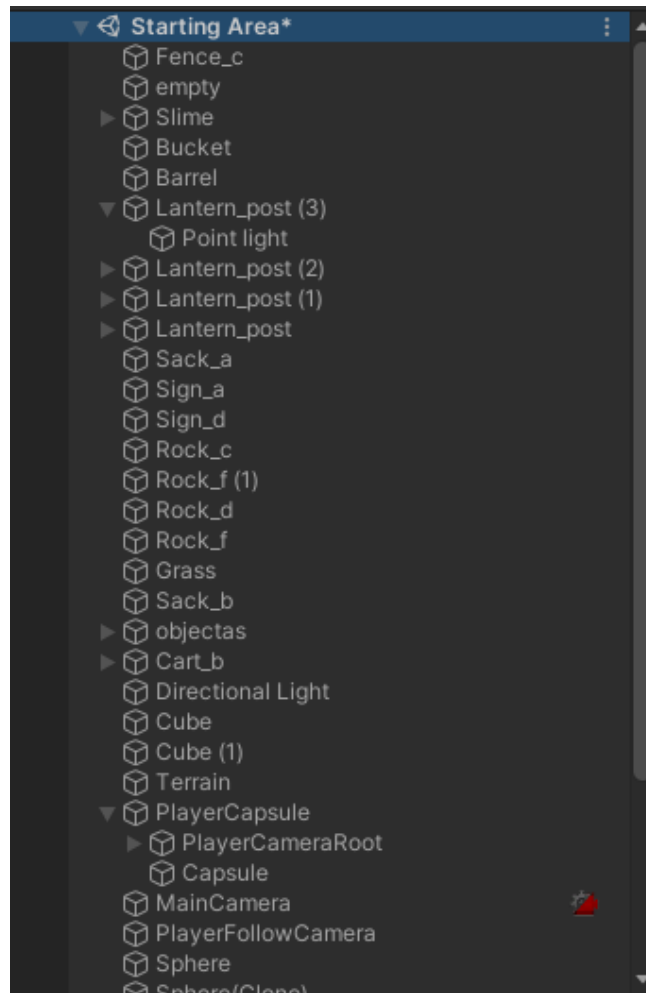 Starting Area*
Fence_c
empty
Slime
Bucket
Barrel
Lantern_post (3)
Point light
Lantern_post (2)
Lantern_post (1)
Lantern_post
Sack_a
Sign_a
Sign_d
Rock_c
Rock_f (1)
Rock_d
Rock_f
Grass
Sack_b
objectas
Cart_b
Directional Light
Cube
Cube (1)
Terrain
PlayerCapsule
PlayerCameraRoot
Capsule
MainCamera
PlayerFollowCamera
Sphere
Sphere(Clone)